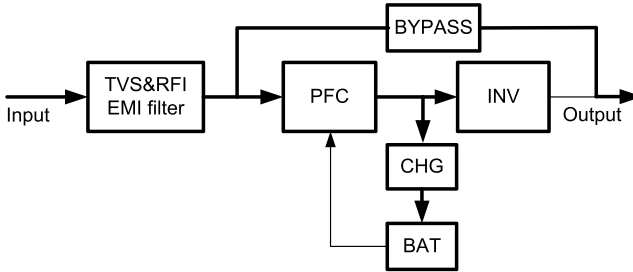 BYPASS
TVS&RFI
EMI filter
PFC
INV
Input
Output
CHG
BAT